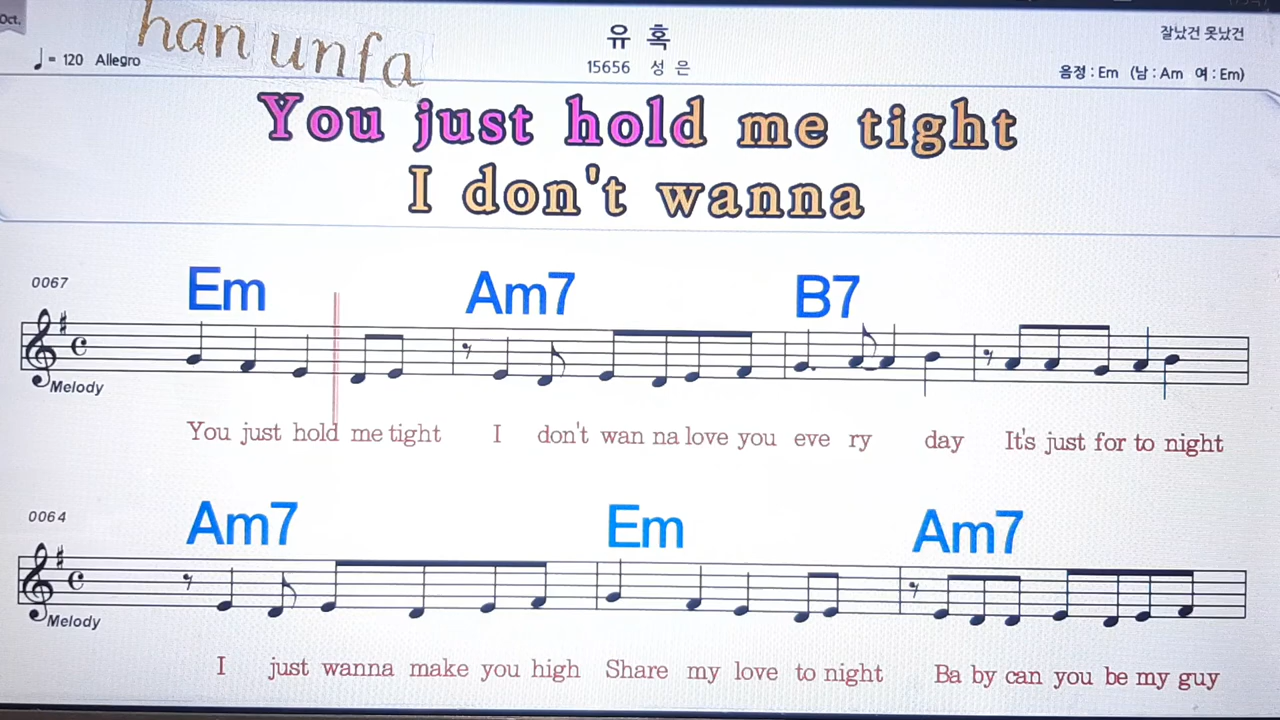 Oct.
han unfa
유 혹
잘났건 못났건
♩= 120 Allegro
15656 성 은
음정 : Em (남 : Am 여 : Em)
You just hold me tight
I don't wanna
0067
Em Am7 B7
Melody
You just hold me tight I don't wan na love you eve ry day It's just for to night
0064
Am7 Em Am7
Melody
I just wanna make you high Share my love to night Ba by can you be my guy